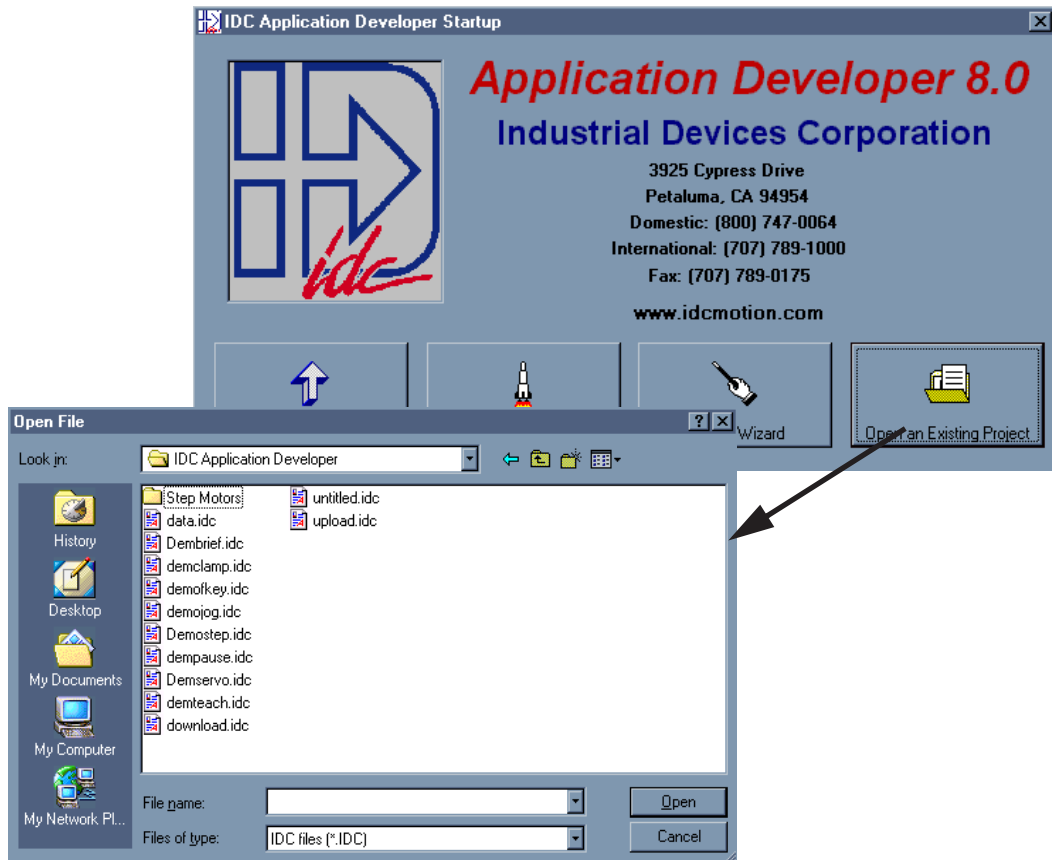 IDC Application Developer Startup
Application Developer 8.0
Industrial Devices Corporation
3925 Cypress Drive
Petaluma, CA 94954
Domestic: (800) 747-0064
International: (707) 789-1000
Fax: (707) 789-0175
www.idcmotion.com
idc
Wizard
Open an Existing Project
Open File
Look in:
IDC Application Developer
History
Desktop
My Documents
My Computer
My Network Pl...
Step Motors
data.idc
Dembrief.idc
demclamp.idc
demofkey.idc
demojog.idc
Demostep.idc
dempause.idc
Demservo.idc
demteach.idc
download.idc
untitled.idc
upload.idc
File name:
Open
Files of type:
IDC files (*.IDC)
Cancel